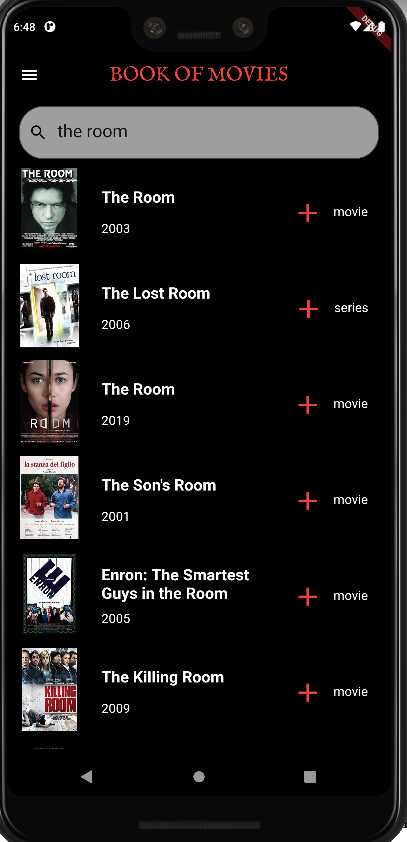 6:48
DEBUG
BOOK OF MOVIES
the room
THE ROOM
The Room
2003
movie
lost room
The Lost Room
2006
series
ROOM
The Room
2019
movie
la stanza del figlio
The Son's Room
2001
movie
ENRON
Enron: The Smartest
Guys in the Room
2005
movie
KILLING
ROOM
The Killing Room
2009
movie